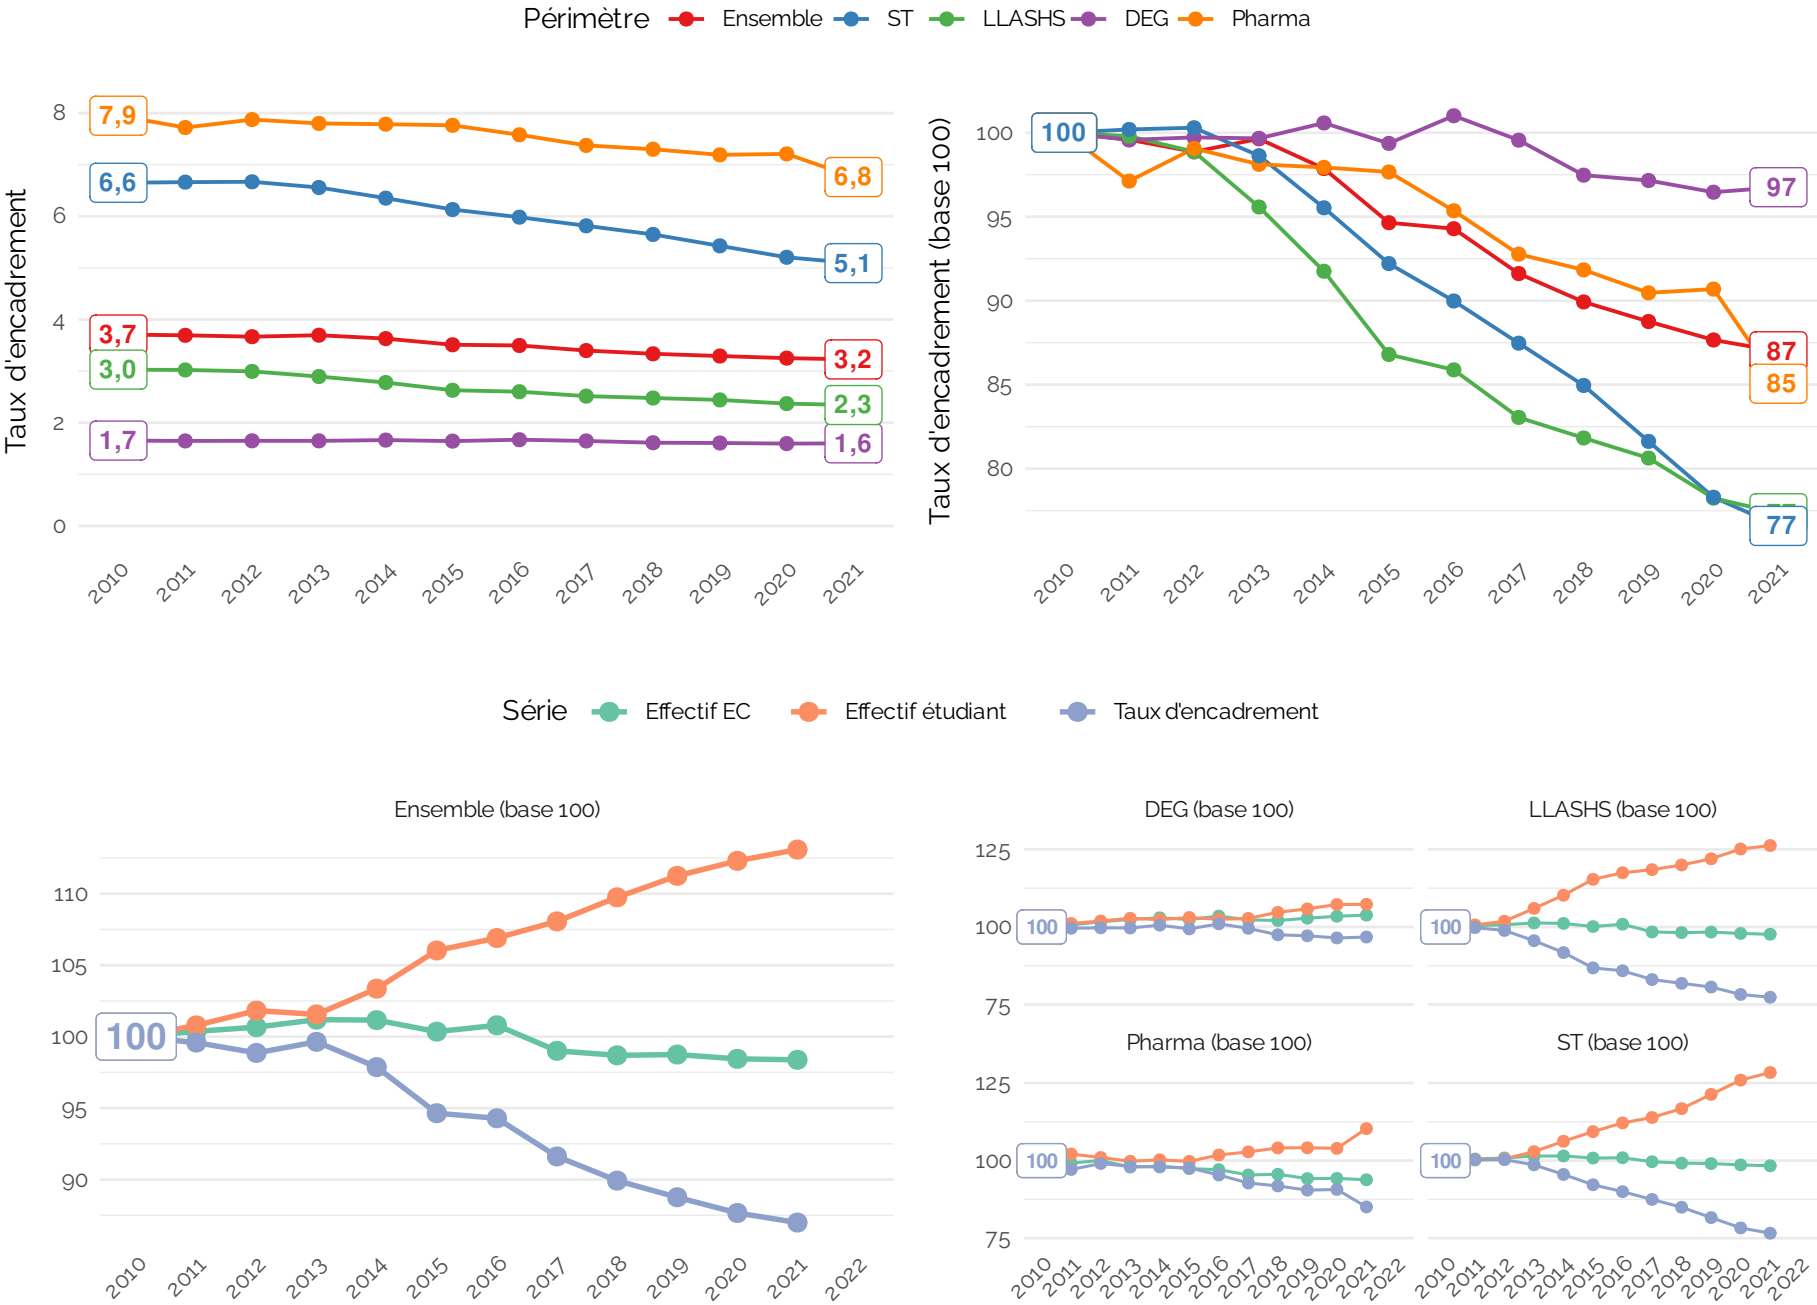 Périmètre Ensemble ST LLASHS DEG Pharma
Taux d'encadrement
8
6
4
2
0
7,9
6,6
3,7
3,0
1,7
6,8
5,1
3,2
2,3
1,6
2010 2011 2012 2013 2014 2015 2016 2017 2018 2019 2020 2021
Taux d'encadrement (base 100)
100
95
90
85
80
100
97
87
85
77
2010 2011 2012 2013 2014 2015 2016 2017 2018 2019 2020 2021
Série Effectif EC Effectif étudiant Taux d'encadrement
Ensemble (base 100)
110
105
100
95
90
100
2010 2011 2012 2013 2014 2015 2016 2017 2018 2019 2020 2021 2022
DEG (base 100)
LLASHS (base 100)
125
100
75
100
100
Pharma (base 100)
ST (base 100)
125
100
75
100
100
2010 2011 2012 2013 2014 2015 2016 2017 2018 2019 2020 2021 2022
2010 2011 2012 2013 2014 2015 2016 2017 2018 2019 2020 2021 2022